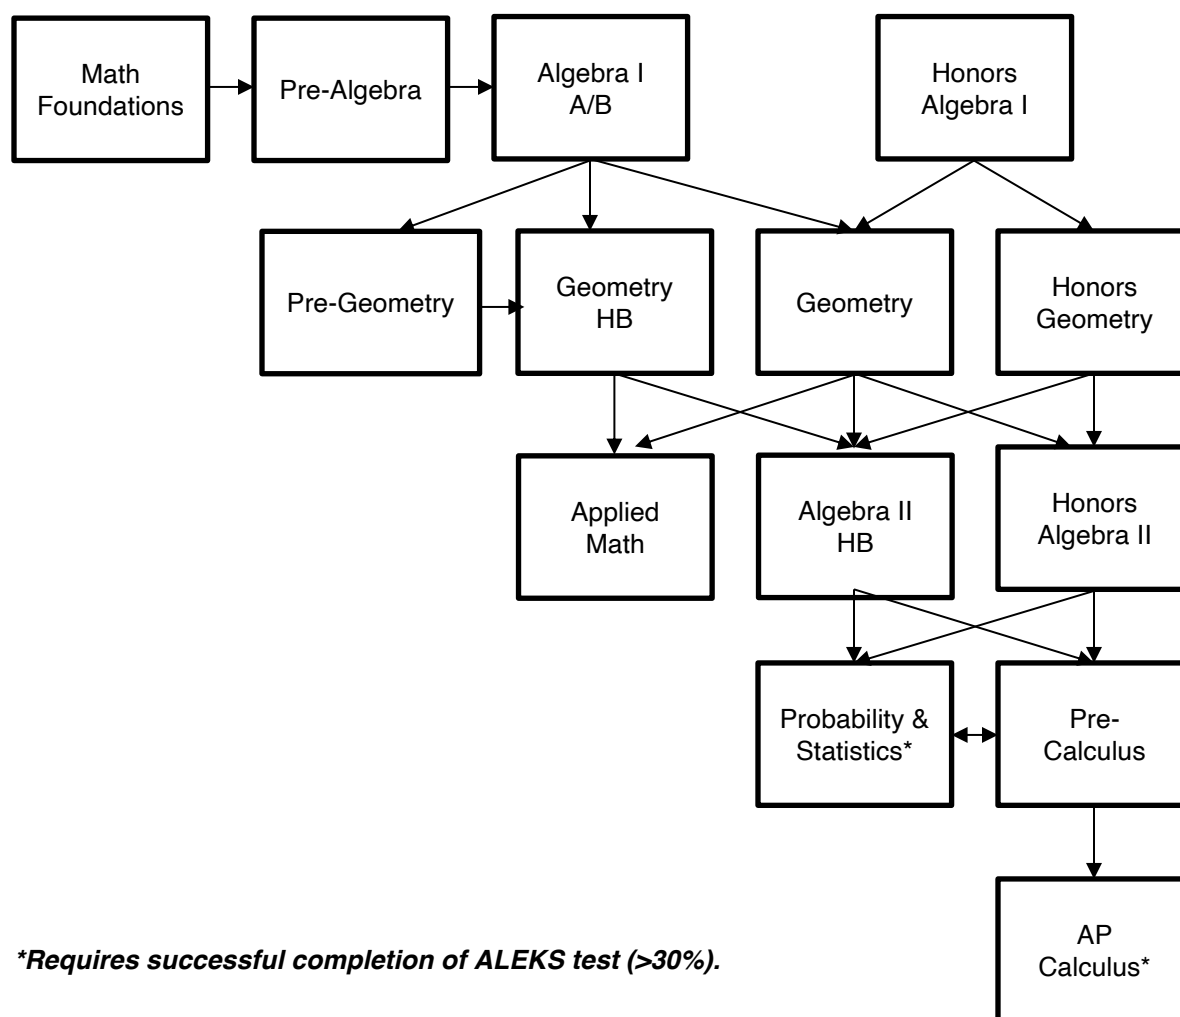 Math
Foundations
Pre-Algebra
Algebra I
A/B
Honors
Algebra I
Pre-Geometry
Geometry
HB
Geometry
Honors
Geometry
Applied
Math
Algebra II
HB
Honors
Algebra II
Probability &
Statistics*
Pre-
Calculus
AP
Calculus*
*Requires successful completion of ALEKS test (>30%).